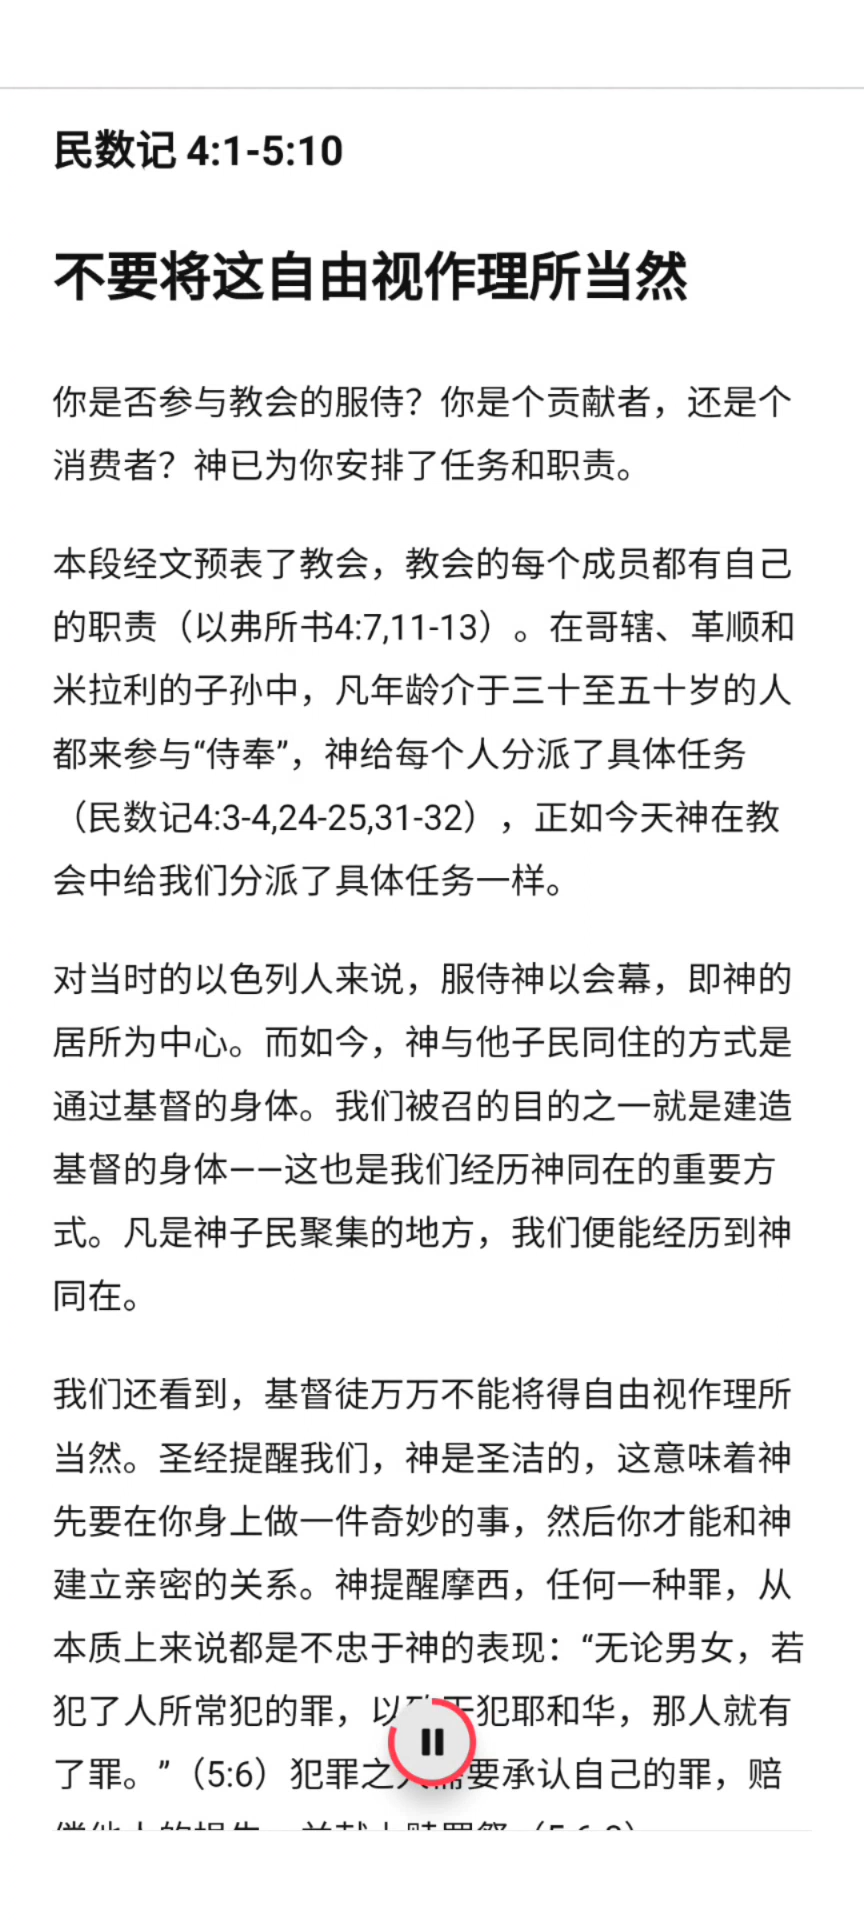 民数记 4:1-5:10
不要将这自由视作理所当然
你是否参与教会的服侍？你是个贡献者，还是个
消费者？神已为你安排了任务和职责。
本段经文预表了教会，教会的每个成员都有自己
的职责（以弗所书4:7,11-13）。在哥辖、革顺和
米拉利的子孙中，凡年龄介于三十至五十岁的人
都来参与“侍奉”，神给每个人分派了具体任务
（民数记4:3-4,24-25,31-32），正如今天神在教
会中给我们分派了具体任务一样。
对当时的以色列人来说，服侍神以会幕，即神的
居所为中心。而如今，神与他子民同住的方式是
通过基督的身体。我们被召的目的之一就是建造
基督的身体——这也是我们经历神同在的重要方
式。凡是神子民聚集的地方，我们便能经历到神
同在。
我们还看到，基督徒万万不能将得自由视作理所
当然。圣经提醒我们，神是圣洁的，这意味着神
先要在你身上做一件奇妙的事，然后你才能和神
建立亲密的关系。神提醒摩西，任何一种罪，从
本质上来说都是不忠于神的表现：“无论男女，若
犯了人所常犯的罪，以犯耶和华，那人就有
了罪。”（5:6）犯罪之要承认自己的罪，赔